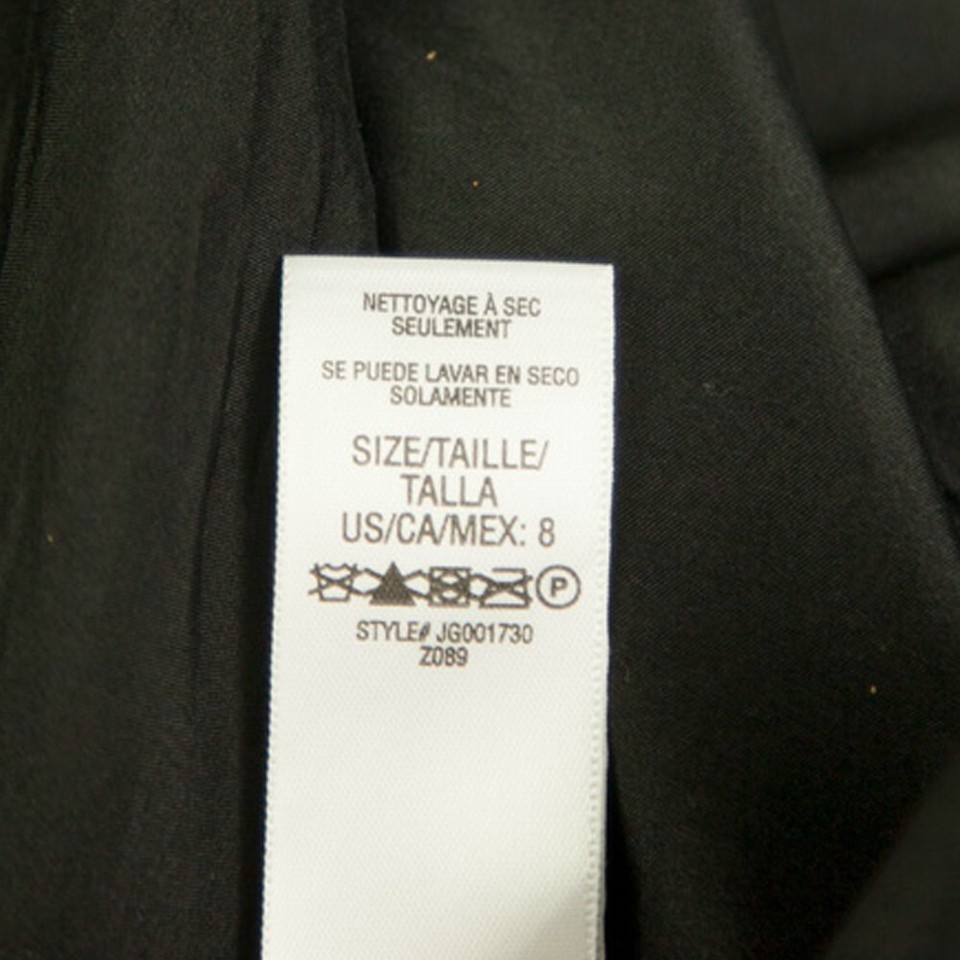 NETTOYAGE À SEC
SEULEMENT
SE PUEDE LAVAR EN SECO
SOLAMENTE
SIZE/TAILLE/
TALLA
US/CA/MEX: 8
P
STYLE# JG001730
Z089